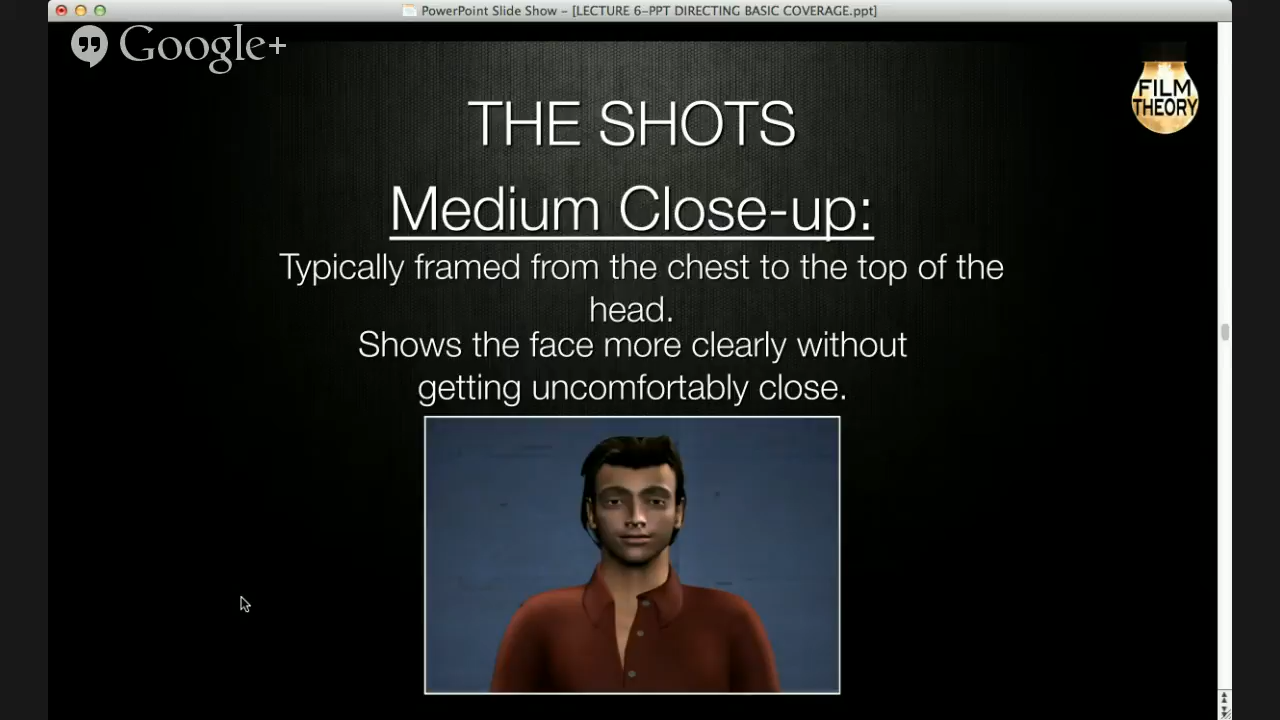 PowerPoint Slide Show – [LECTURE 6-PPT DIRECTING BASIC COVERAGE.ppt]
Google+
FILM
THEORY
THE SHOTS
Medium Close-up:
Typically framed from the chest to the top of the
head.
Shows the face more clearly without
getting uncomfortably close.